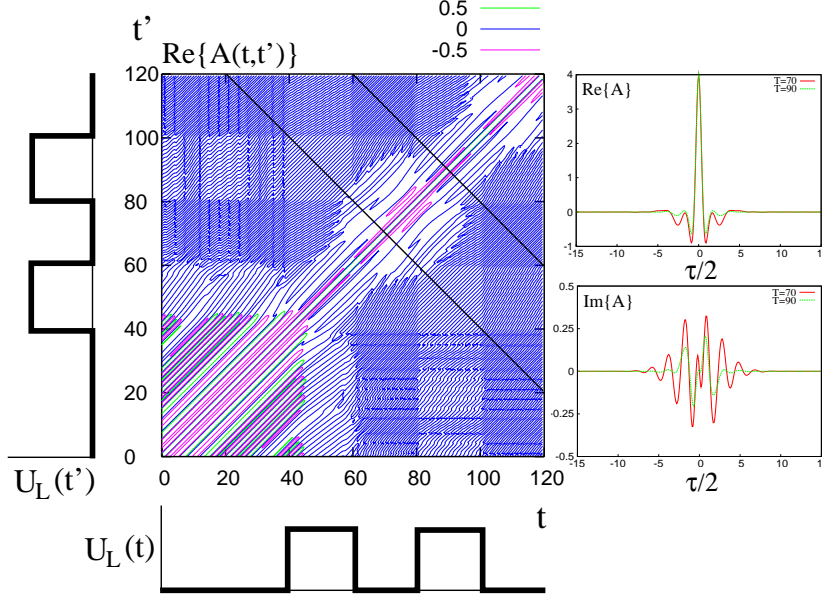 0.5
0
-0.5
t'
Re{A(t,t')}
120
100
80
60
40
20
0
0 20 40 60 80 100 120
U_L(t')
t
U_L(t)
Re{A}
T=70
T=90
4
3
2
1
0
-1
-15 -10 -5 0 5 10 1
τ/2
Im{A}
T=70
T=90
0.5
0.25
0
-0.25
-0.5
-15 -10 -5 0 5 10 1
τ/2